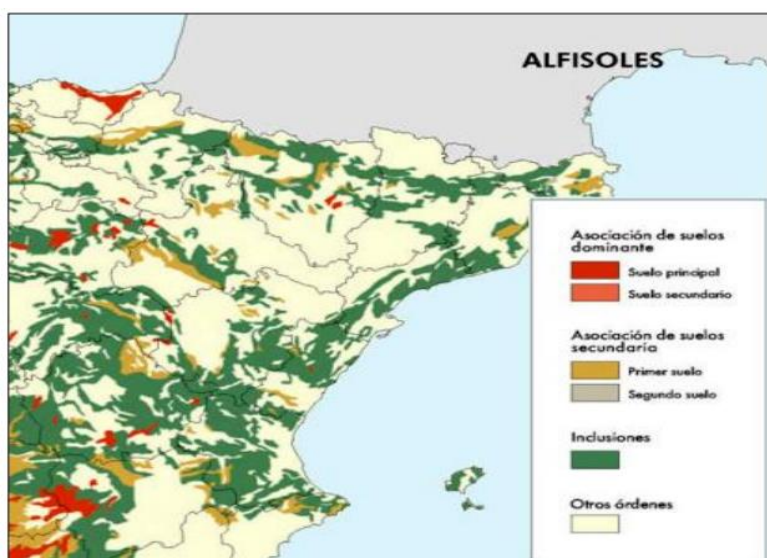 ALFISOLES
Asociación de suelos
dominante
Suelo principal
Suelo secundario
Asociación de suelos
secundaría
Primer suelo
Segundo suelo
Inclusiones
Otros órdenes